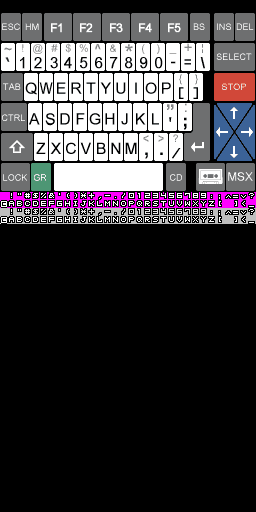 ESC HM F1 F2 F3 F4 F5 BS INS DEL
~ ! @ # $ % ^ & * ( ) _ + |
` 1 2 3 4 5 6 7 8 9 0 - = \ SELECT
TAB Q W E R T Y U I O P { [ } ] STOP
CTRL A S D F G H J K L " ' : ;
Z X C V B N M < , > . ? /
LOCK GR CD MSX
!"#$%&'()*+,-./0123456789:;
@ABCDEFGHIJKLMNOPQRSTUVWXYZ[
!"#$%&'()*+,-./0123456789:;
@ABCDEFGHIJKLMNOPQRSTUVWXYZ[